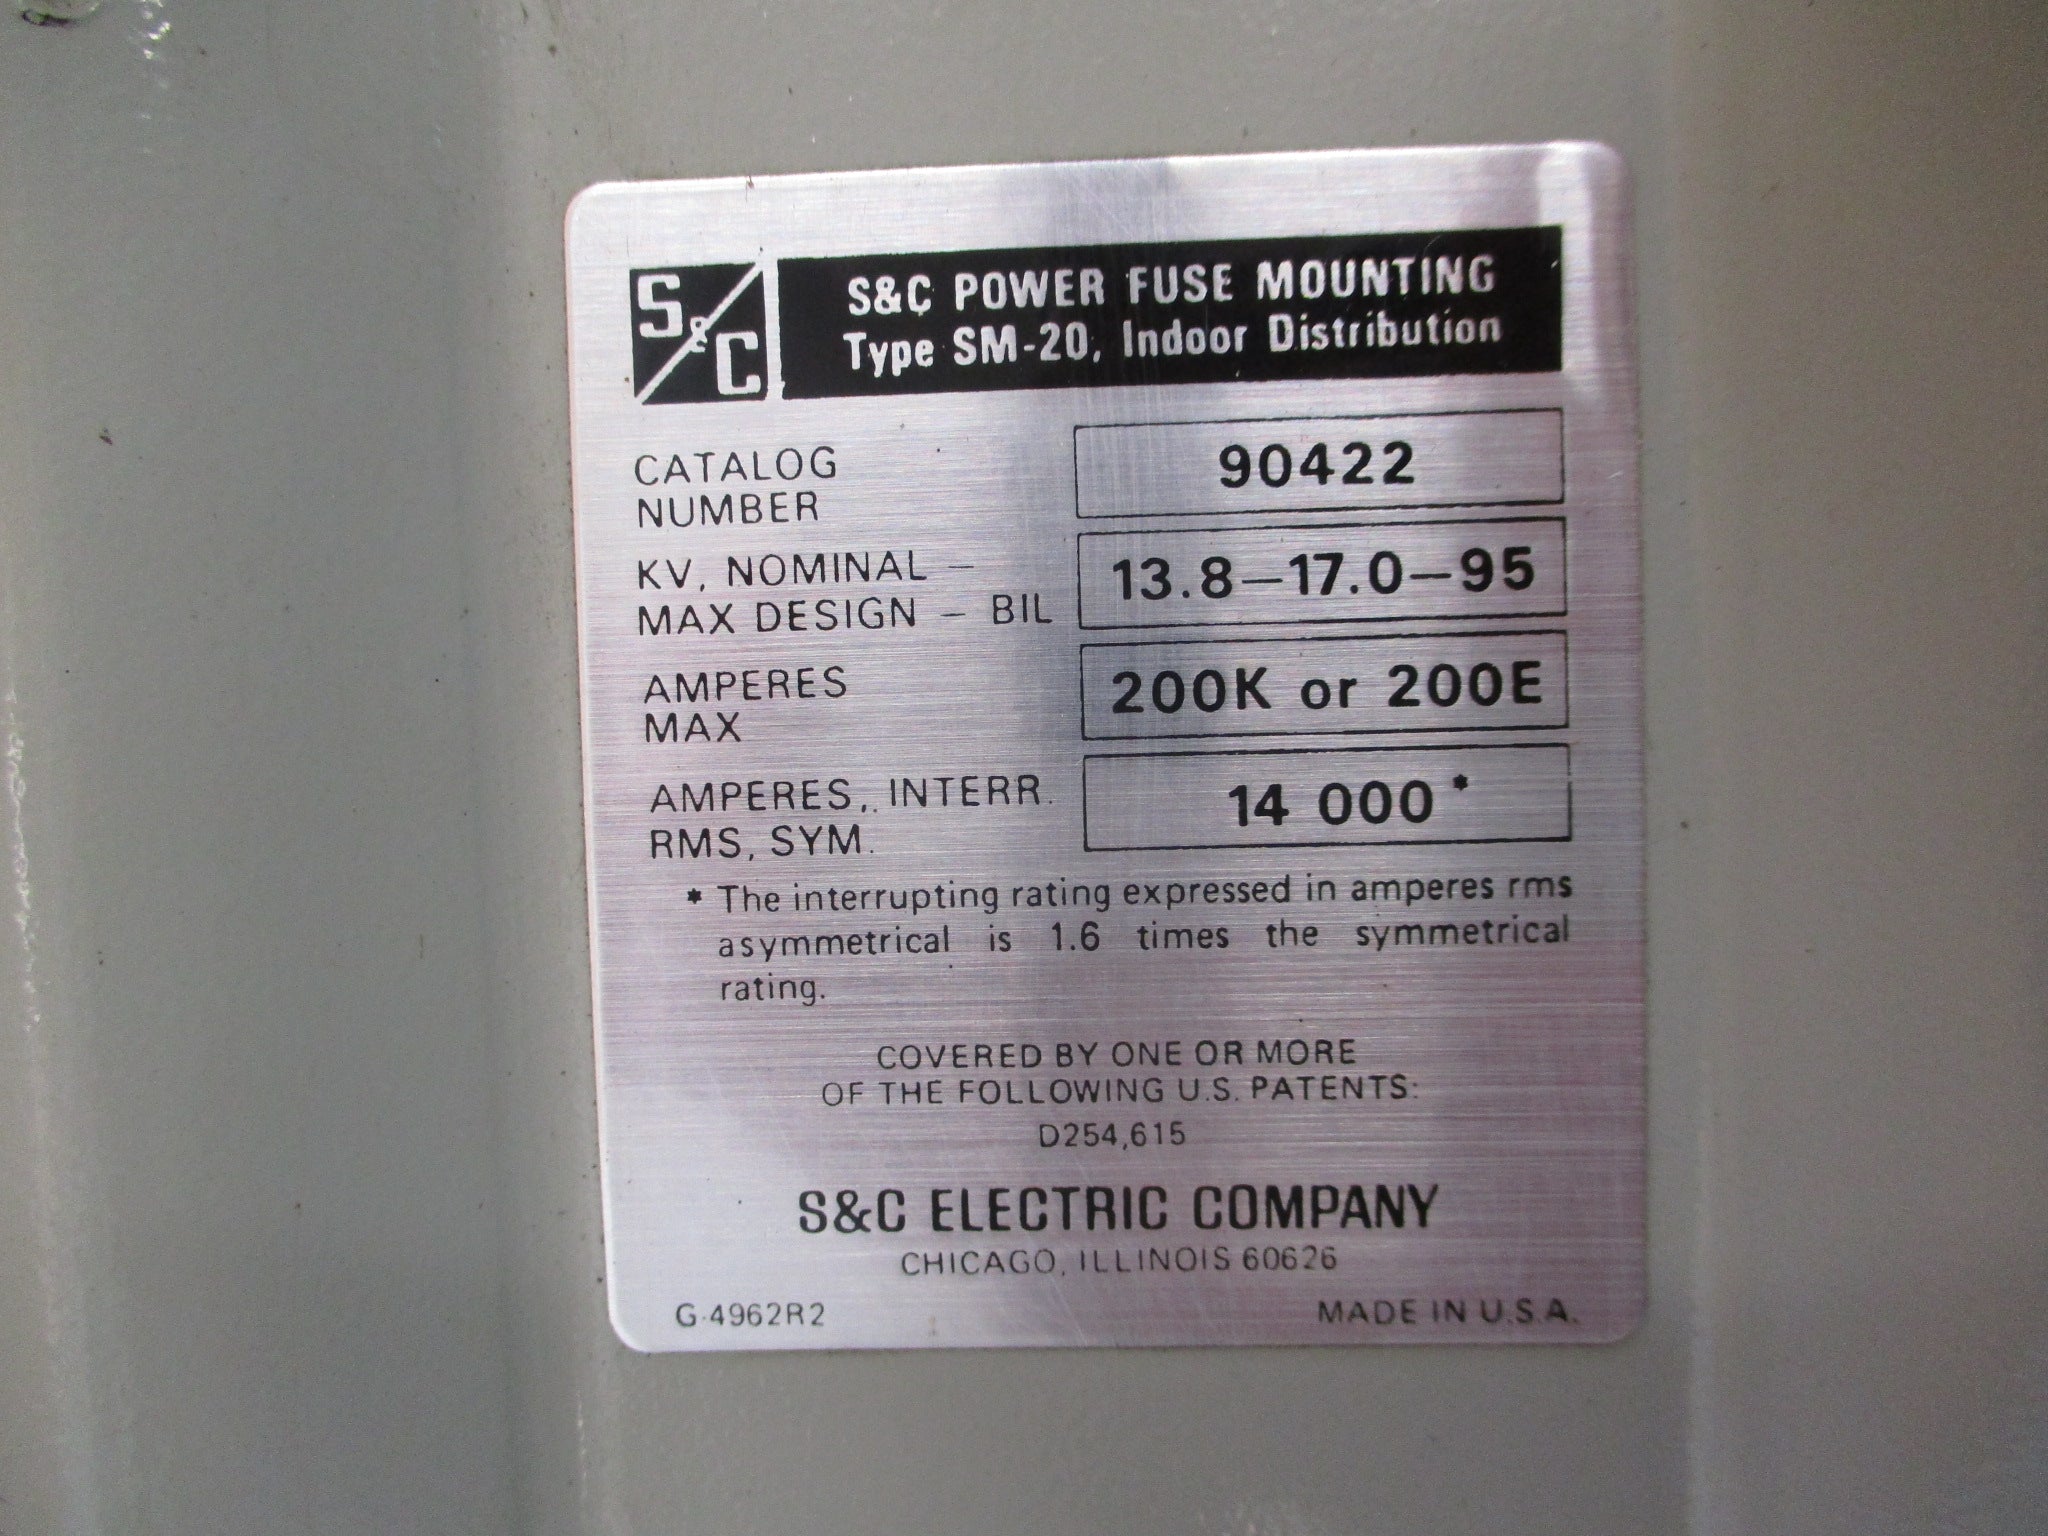 S&C
S&C POWER FUSE MOUNTING
Type SM-20, Indoor Distribution
CATALOG
NUMBER
90422
KV, NOMINAL –
MAX DESIGN – BIL
13.8–17.0–95
AMPERES
MAX
200K or 200E
AMPERES, INTERR.
RMS, SYM.
14 000*
* The interrupting rating expressed in amperes rms
asymmetrical is 1.6 times the symmetrical
rating.
COVERED BY ONE OR MORE
OF THE FOLLOWING U.S. PATENTS:
D254,615
S&C ELECTRIC COMPANY
CHICAGO, ILLINOIS 60626
G-4962R2
MADE IN U.S.A.